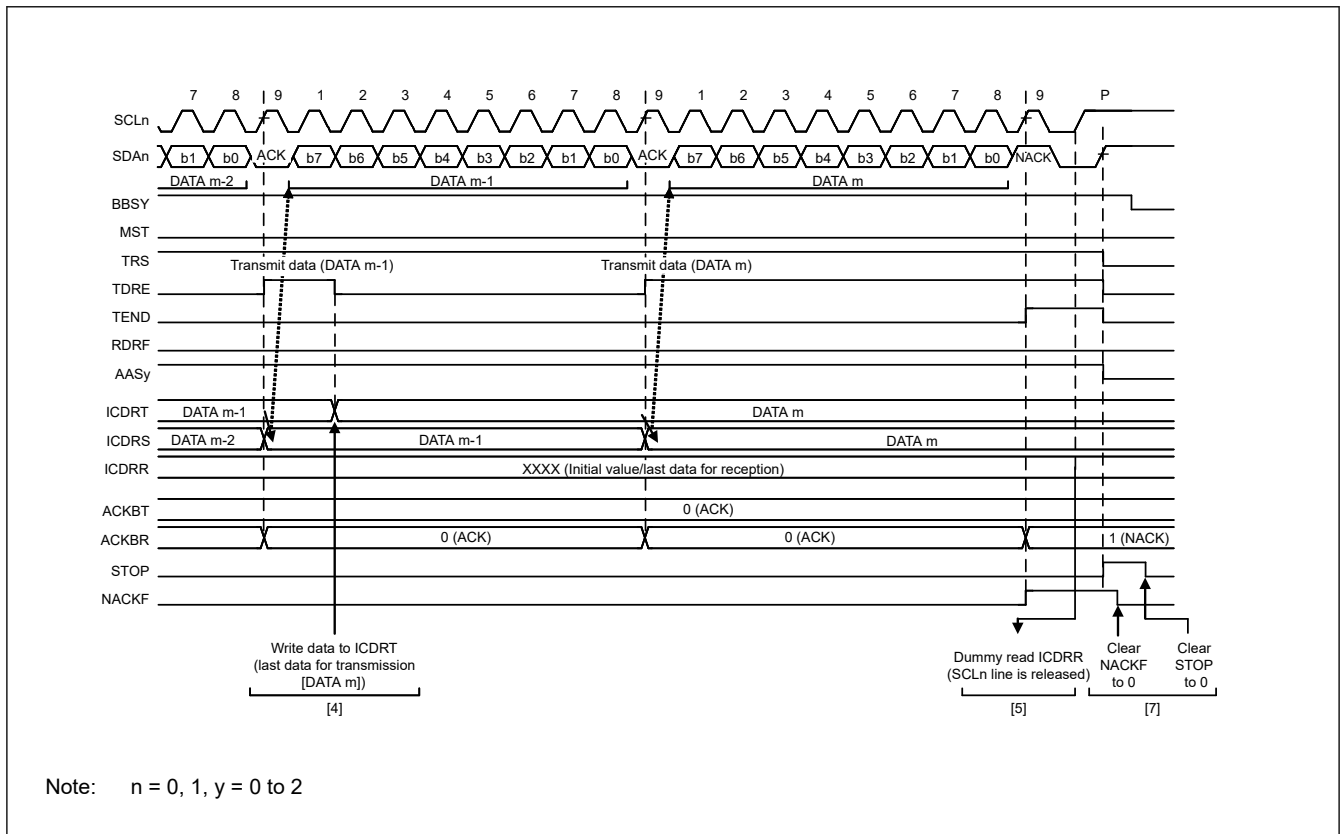 7 8 9 1 2 3 4 5 6 7 8 9 1 2 3 4 5 6 7 8 9 P
SCLn
SDAn b1 b0 ACK b7 b6 b5 b4 b3 b2 b1 b0 ACK b7 b6 b5 b4 b3 b2 b1 b0 NACK
DATA m-2 DATA m-1 DATA m
BBSY
MST
TRS
Transmit data (DATA m-1) Transmit data (DATA m)
TDRE
TEND
RDRF
AASy
ICDRT DATA m-1 DATA m
ICDRS DATA m-2 DATA m-1 DATA m
ICDRR XXXX (Initial value/last data for reception)
ACKBT 0 (ACK)
ACKBR 0 (ACK) 0 (ACK) 1 (NACK)
STOP
NACKF
Write data to ICDRT
(last data for transmission
[DATA m])
[4]
Dummy read ICDRR
(SCLn line is released)
[5]
Clear
NACKF
to 0
Clear
STOP
to 0
[7]
Note: n = 0, 1, y = 0 to 2